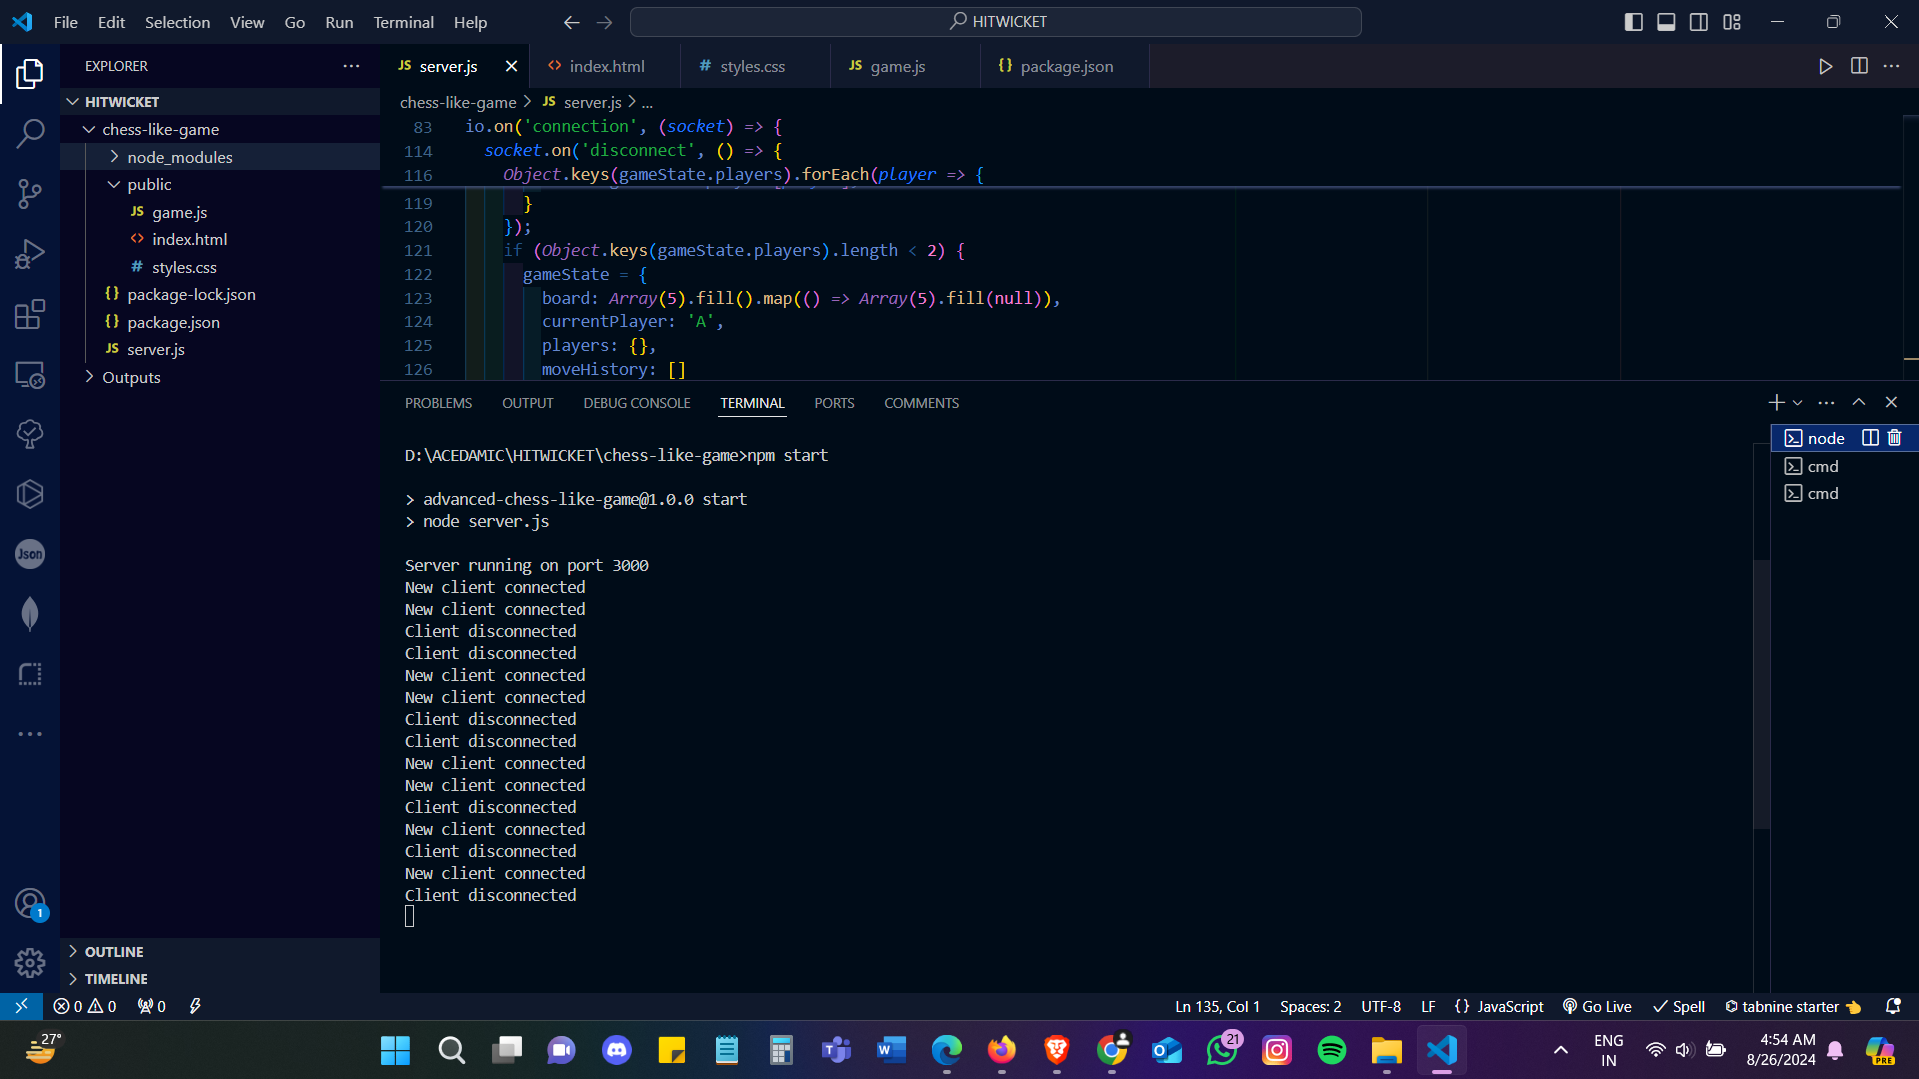 File Edit Selection View Go Run Terminal Help
HITWICKET
EXPLORER
HITWICKET
chess-like-game
node_modules
public
JS game.js
<> index.html
# styles.css
{} package-lock.json
{} package.json
JS server.js
Outputs
OUTLINE
TIMELINE
Json
1
JS server.js
<> index.html
# styles.css
JS game.js
{} package.json
chess-like-game > JS server.js > ...
83 io.on('connection', (socket) => {
114 socket.on('disconnect', () => {
116 Object.keys(gameState.players).forEach(player => {
119 }
120 });
121 if (Object.keys(gameState.players).length < 2) {
122 gameState = {
123 board: Array(5).fill().map(() => Array(5).fill(null)),
124 currentPlayer: 'A',
125 players: {},
126 moveHistory: []
PROBLEMS OUTPUT DEBUG CONSOLE TERMINAL PORTS COMMENTS
node
cmd
cmd
D:\ACEDAMIC\HITWICKET\chess-like-game>npm start
> advanced-chess-like-game@1.0.0 start
> node server.js
Server running on port 3000
New client connected
New client connected
Client disconnected
Client disconnected
New client connected
New client connected
Client disconnected
Client disconnected
New client connected
New client connected
Client disconnected
New client connected
Client disconnected
New client connected
Client disconnected
0 0 0
Ln 135, Col 1 Spaces: 2 UTF-8 LF {} JavaScript Go Live Spell tabnine starter
27°
21
ENG
IN
4:54 AM
8/26/2024
PRE